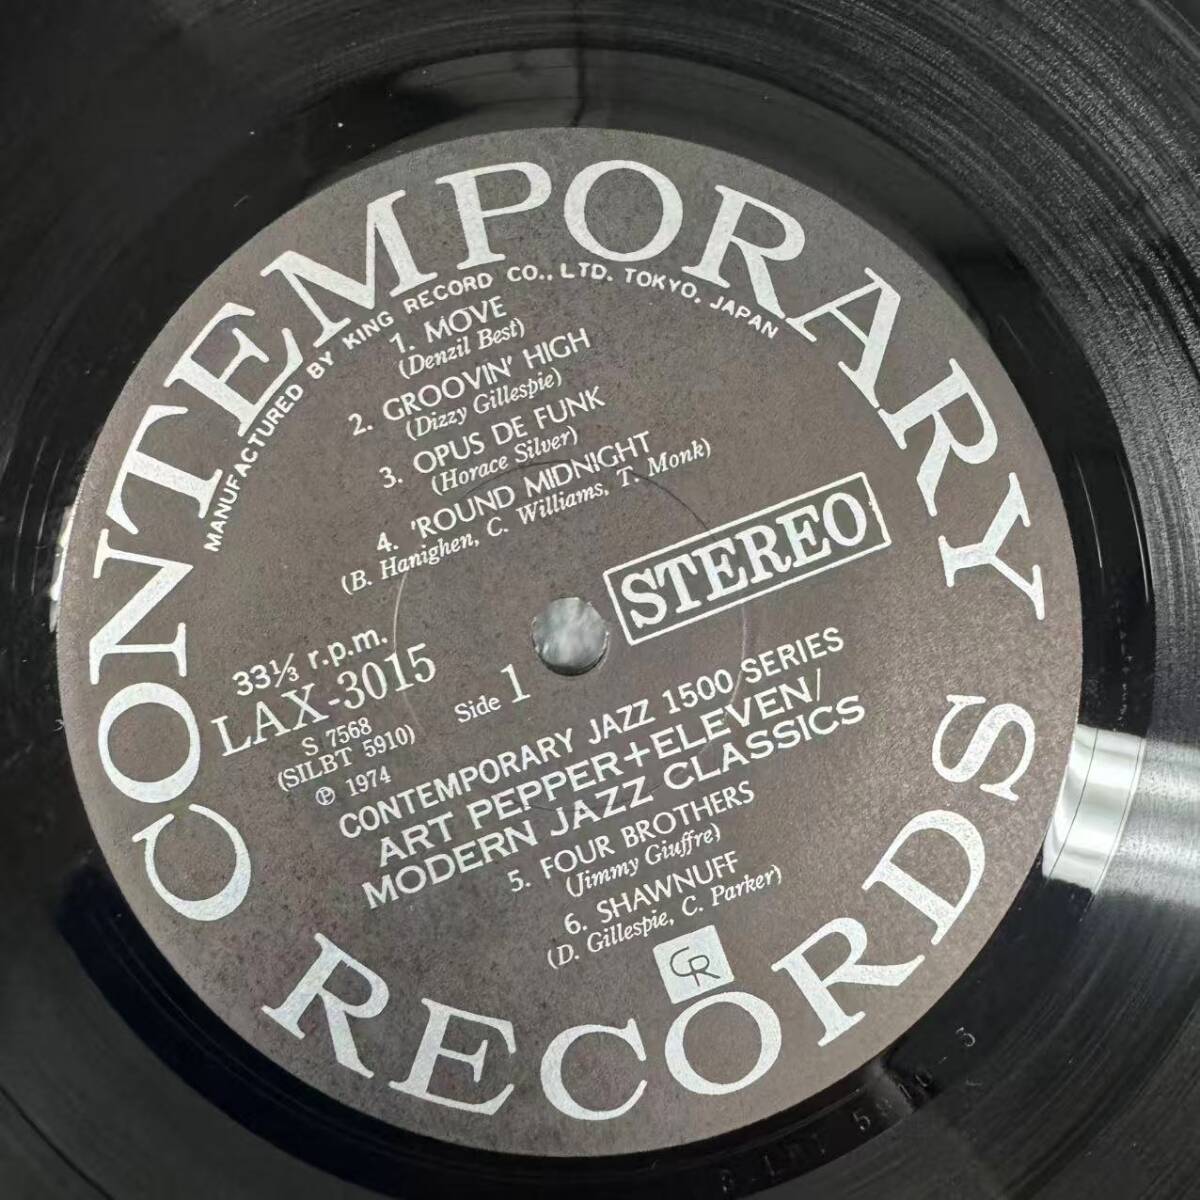 CONTEMPORARY RECORDS
MANUFACTURED BY KING RECORD CO., LTD. TOKYO, JAPAN
1. MOVE
(Denzil Best)
2. GROOVIN' HIGH
(Dizzy Gillespie)
3. OPUS DE FUNK
(Horace Silver)
4. 'ROUND MIDNIGHT
(B. Hanighen, C. Williams, T. Monk)
STEREO
33⅓ r.p.m.
LAX-3015
S 7568
(SILBT 5910)
℗ 1974
Side 1
CONTEMPORARY JAZZ 1500 SERIES
ART PEPPER+ELEVEN/
MODERN JAZZ CLASSICS
5. FOUR BROTHERS
(Jimmy Giuffre)
6. SHAWNUFF
(D. Gillespie, C. Parker)
CR